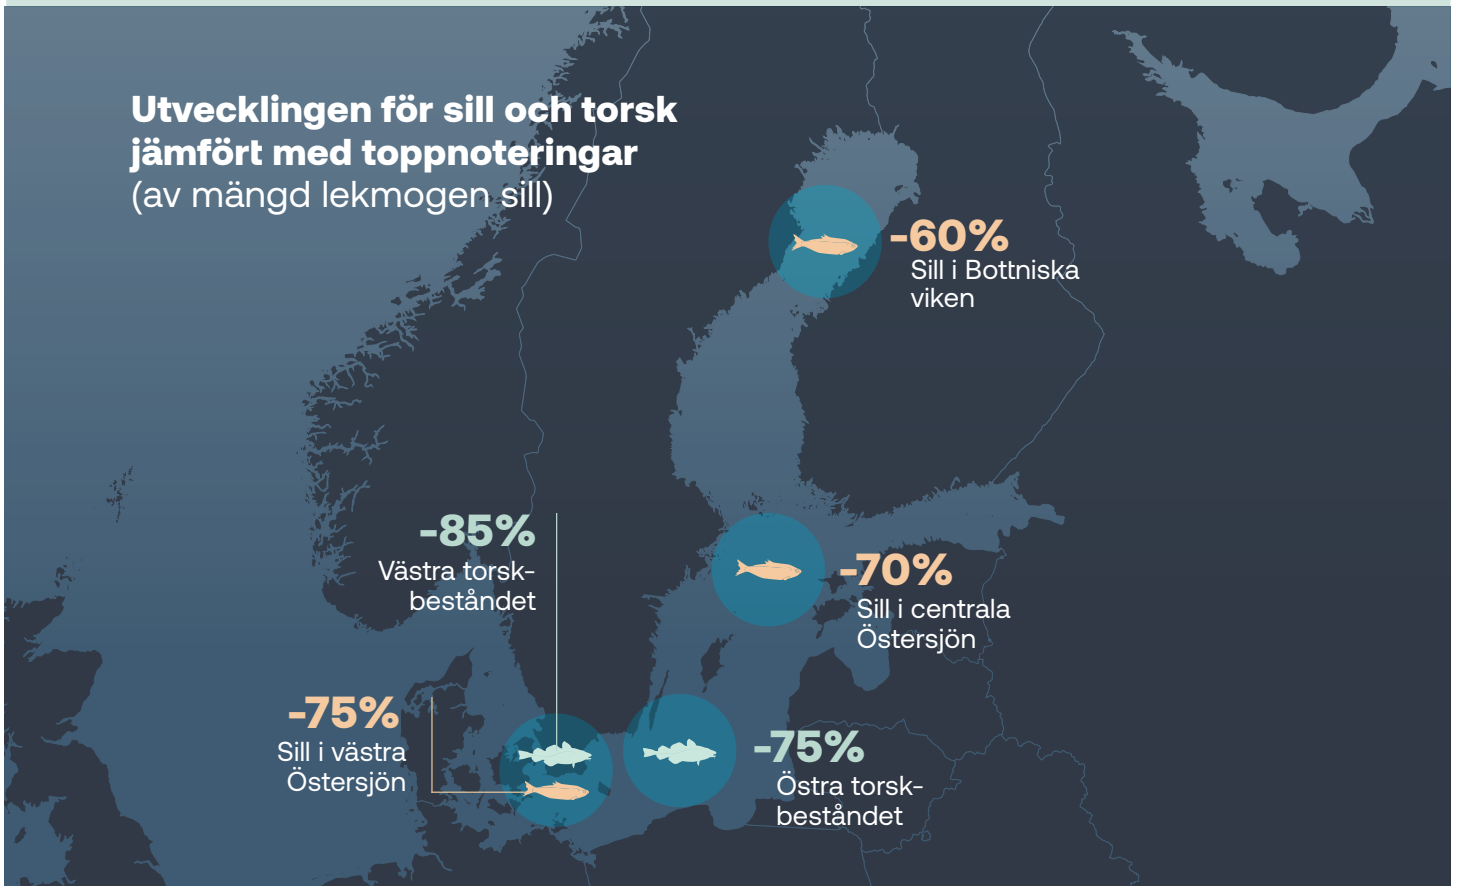 Utvecklingen för sill och torsk
jämfört med toppnoteringar
(av mängd lekmogen sill)
-60%
Sill i Bottniska
viken
-85%
Västra torsk-
beståndet
-70%
Sill i centrala
Östersjön
-75%
Sill i västra
Östersjön
-75%
Östra torsk-
beståndet